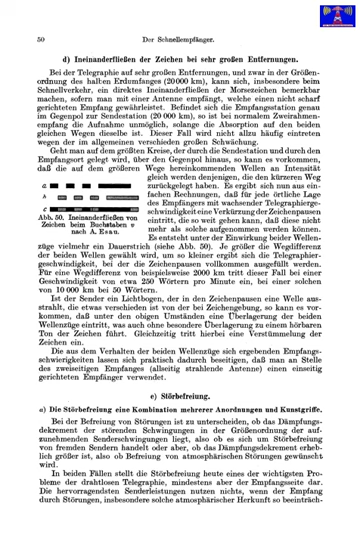 50
Der Schnellempfänger.
d) Ineinanderfließen der Zeichen bei sehr großen Entfernungen.
Bei der Telegraphie auf sehr großen Entfernungen, und zwar in der Größen-
ordnung des halben Erdumfanges (20000 km), kann sich, insbesondere beim
Schnellverkehr, ein direktes Ineinanderfließen der Morsezeichen bemerkbar
machen, sofern man mit einer Antenne empfängt, welche einen nicht scharf
gerichteten Empfang gewährleistet. Befindet sich die Empfangsstation genau
im Gegenpol zur Sendestation (20 000 km), so ist bei normalem Zweirahmen-
empfang die Aufnahme unmöglich, solange die Absorption auf den beiden
gleichen Wegen dieselbe ist. Dieser Fall wird nicht allzu häufig eintreten
wegen der im allgemeinen verschieden großen Schwächung.
Geht man auf dem größten Kreise, der durch die Sendestation und durch den
Empfangsort gelegt wird, über den Gegenpol hinaus, so kann es vorkommen,
daß die auf dem größeren Wege hereinkommenden Wellen an Intensität
gleich werden denjenigen, die den kürzeren Weg
zurückgelegt haben. Es ergibt sich nun aus ein-
fachen Rechnungen, daß für jede örtliche Lage
des Empfängers mit wachsender Telegraphierge-
schwindigkeit eine Verkürzung der Zeichenpausen
eintritt, die so weit gehen kann, daß diese nicht
mehr als solche aufgenommen werden können.
Es entsteht unter der Einwirkung beider Wellen-
Abb. 50. Ineinanderfließen von
Zeichen beim Buchstaben v
nach A. Esau.
züge vielmehr ein Dauerstrich (siehe Abb. 50). Je größer die Wegdifferenz
der beiden Wellen gewählt wird, um so kleiner ergibt sich die Telegraphier-
geschwindigkeit, bei der die Zeichenpausen vollkommen ausgefüllt werden.
Für eine Wegdifferenz von beispielsweise 2000 km tritt dieser Fall bei einer
Geschwindigkeit von etwa 250 Wörtern pro Minute ein, bei einer solchen
von 10 000 km bei 50 Wörtern.
Ist der Sender ein Lichtbogen, der in den Zeichenpausen eine Welle aus-
strahlt, die etwas verschieden ist von der bei Zeichengebung, so kann es vor-
kommen, daß unter den obigen Umständen eine Überlagerung der beiden
Wellenzüge eintritt, was auch ohne besondere Überlagerung zu einem hörbaren
Ton der Zeichen führt. Gleichzeitig tritt hierbei eine Verstümmelung der
Zeichen ein.
Die aus dem Verhalten der beiden Wellenzüge sich ergebenden Empfangs-
schwierigkeiten lassen sich praktisch dadurch beseitigen, daß man an Stelle
des zweiseitigen Empfanges (allseitig strahlende Antenne) einen einseitig
gerichteten Empfänger verwendet.
e) Störbefreiung.
α) Die Störbefreiung eine Kombination mehrerer Anordnungen und Kunstgriffe.
Bei der Befreiung von Störungen ist zu unterscheiden, ob das Dämpfungs-
dekrement der störenden Schwingungen in der Größenordnung der auf-
zunehmenden Senderschwingungen liegt, also ob es sich um Störbefreiung
von fremden Sendern handelt oder aber, ob das Dämpfungsdekrement erheb-
lich größer ist, also ob Befreiung von atmosphärischen Störungen gewünscht
wird.
In beiden Fällen stellt die Störbefreiung heute eines der wichtigsten Pro-
bleme der drahtlosen Telegraphie, mindestens aber der Empfangsseite dar.
Die hervorragendsten Senderleistungen nutzen nichts, wenn der Empfang
durch Störungen, insbesondere solche atmosphärischer Herkunft so beeinträch-